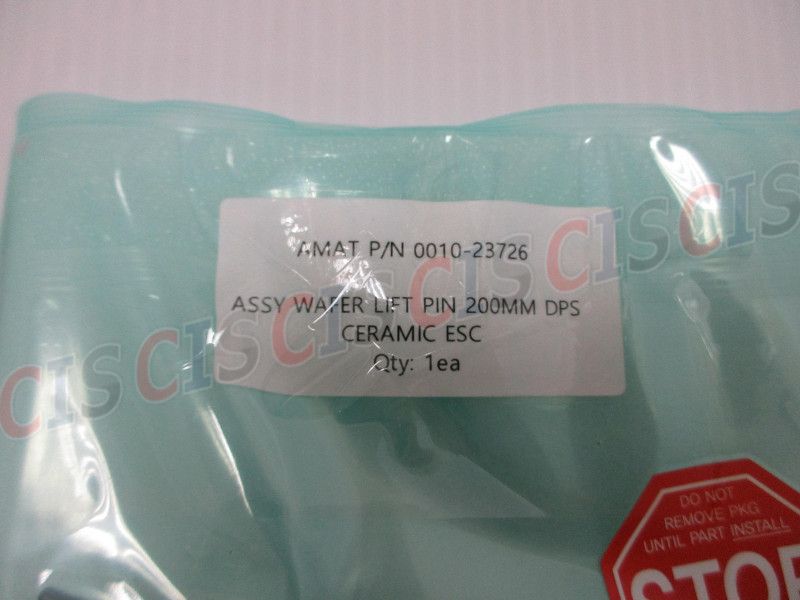 AMAT P/N 0010-23726
ASSY WAFER LIFT PIN 200MM DPS
CERAMIC ESC
Qty: 1ea
CISCISCISCISCISCIS
DO NOT
REMOVE PKG
UNTIL PART INSTALL
STOP